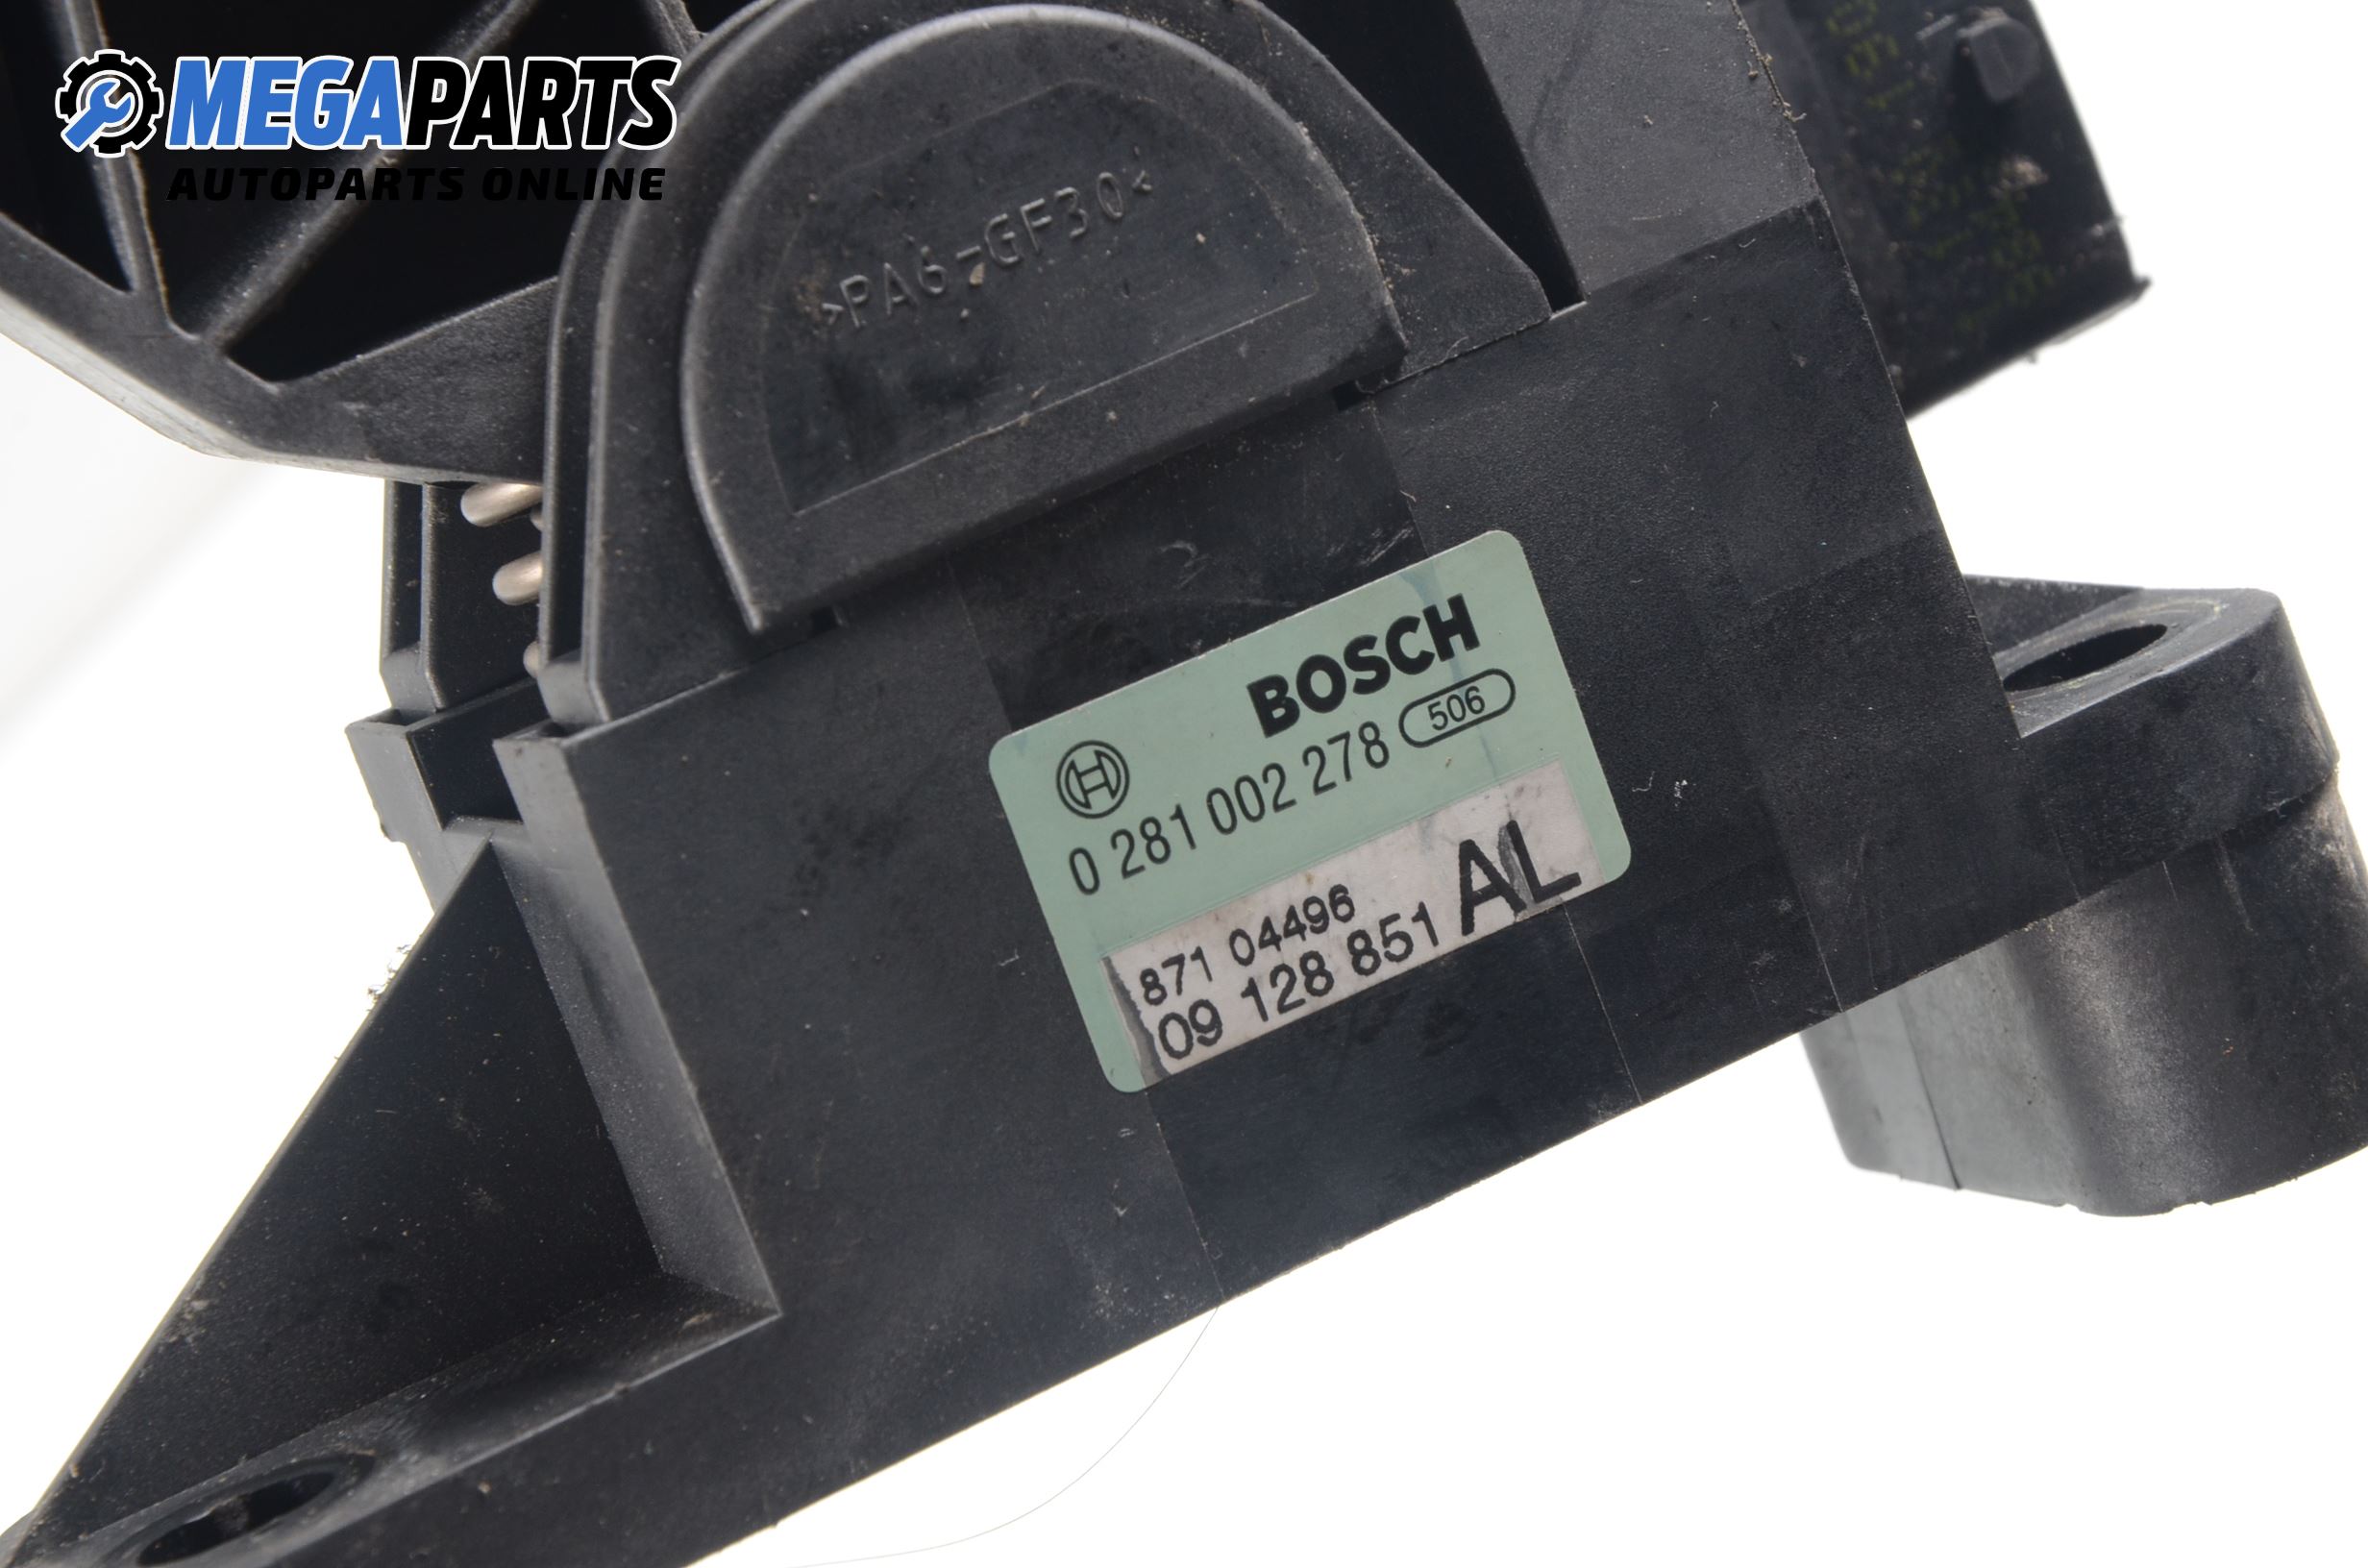 MEGAPARTS
AUTOPARTS ONLINE
>PA6-GF30<
BOSCH
0 281 002 278 506
871 04496
09 128 851 AL